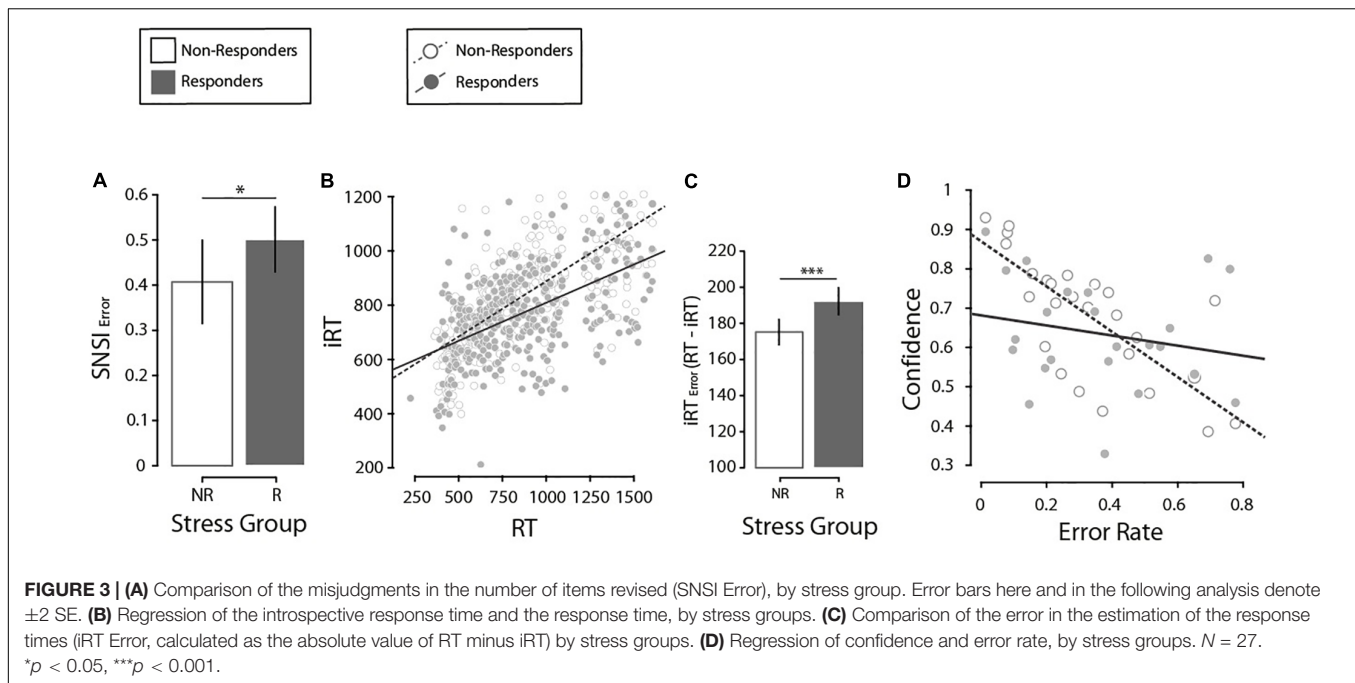 Non-Responders
Responders
Non-Responders
Responders
A
*
SNSI Error
0.6
0.5
0.4
0.3
0.2
0.1
0
NR
R
Stress Group
B
iRT
1200
1000
800
600
400
200
250
500
750
1000
1250
1500
RT
C
***
iRT Error (RT - iRT)
220
200
180
160
140
120
100
NR
R
Stress Group
D
Confidence
1
0.9
0.8
0.7
0.6
0.5
0.4
0.3
0
0.2
0.4
0.6
0.8
Error Rate
FIGURE 3 | (A) Comparison of the misjudgments in the number of items revised (SNSI Error), by stress group. Error bars here and in the following analysis denote
±2 SE. (B) Regression of the introspective response time and the response time, by stress groups. (C) Comparison of the error in the estimation of the response
times (iRT Error, calculated as the absolute value of RT minus iRT) by stress groups. (D) Regression of confidence and error rate, by stress groups. N = 27.
*p < 0.05, ***p < 0.001.